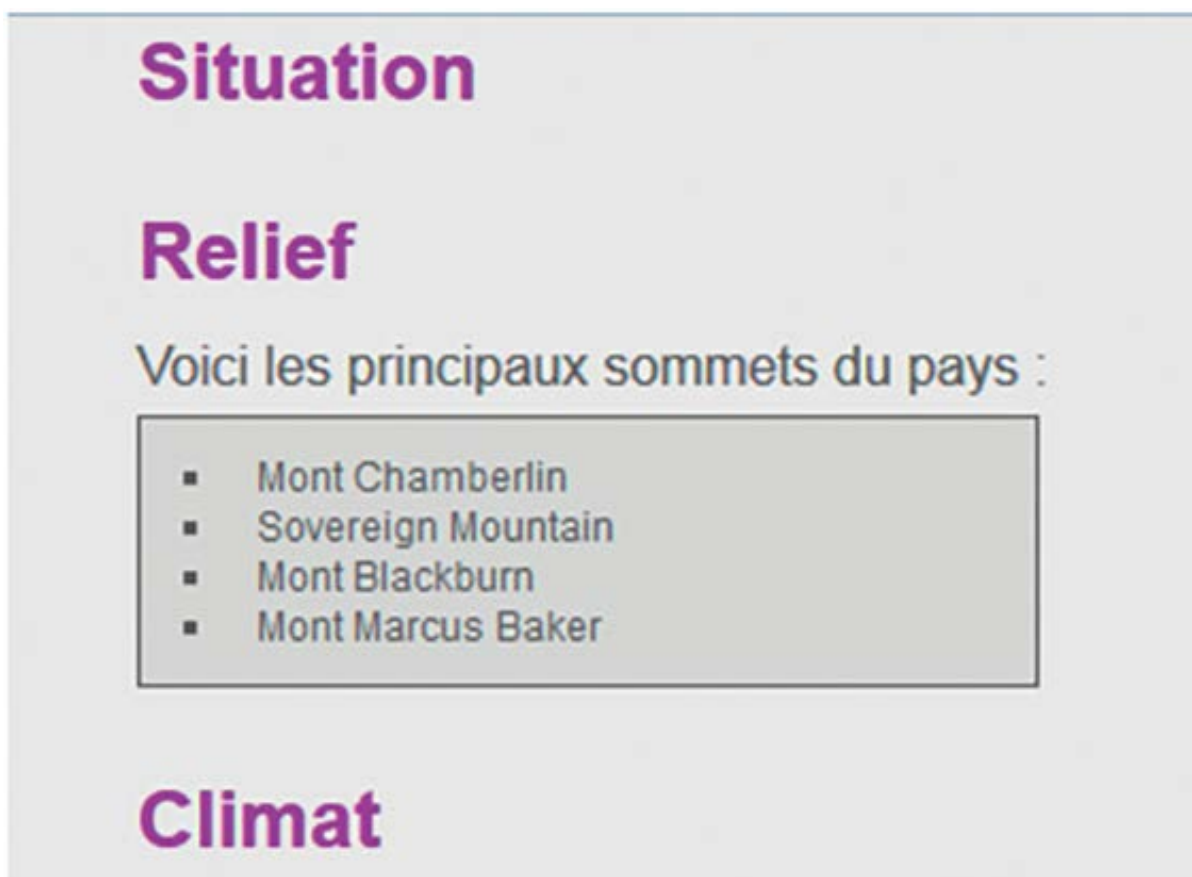 Situation
Relief
Voici les principaux sommets du pays :
Mont Chamberlin
Sovereign Mountain
Mont Blackburn
Mont Marcus Baker
Climat